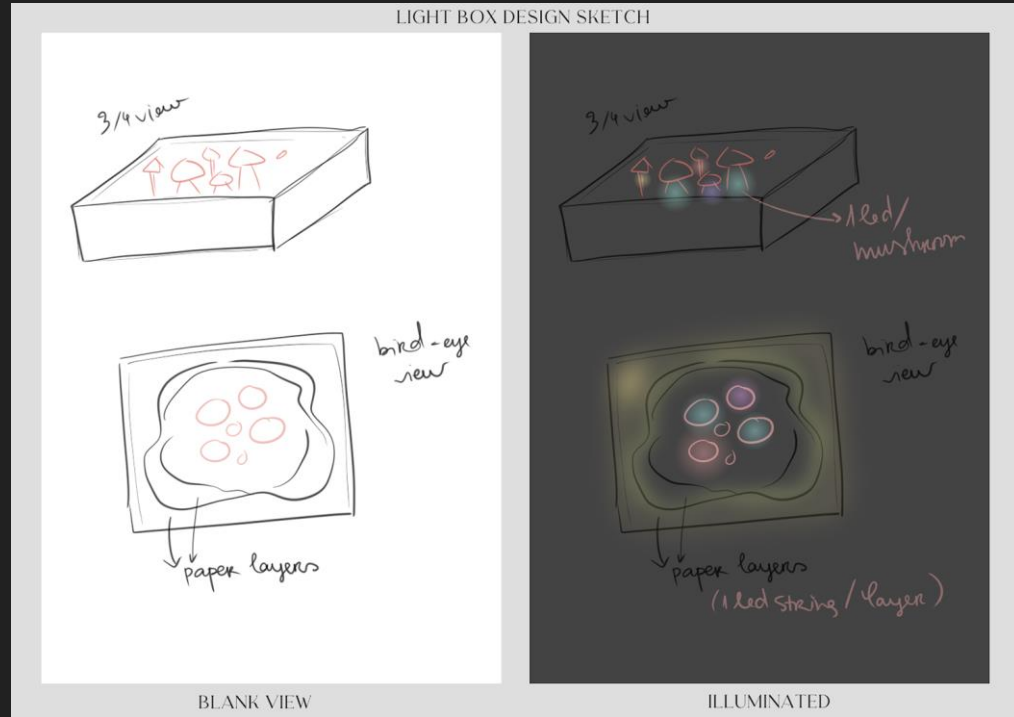 LIGHT BOX DESIGN SKETCH
3/4 view
bird-eye
view
paper layers
BLANK VIEW
3/4 view
1 led/
mushroom
bird-eye
view
paper layers
(1 led string / layer)
ILLUMINATED